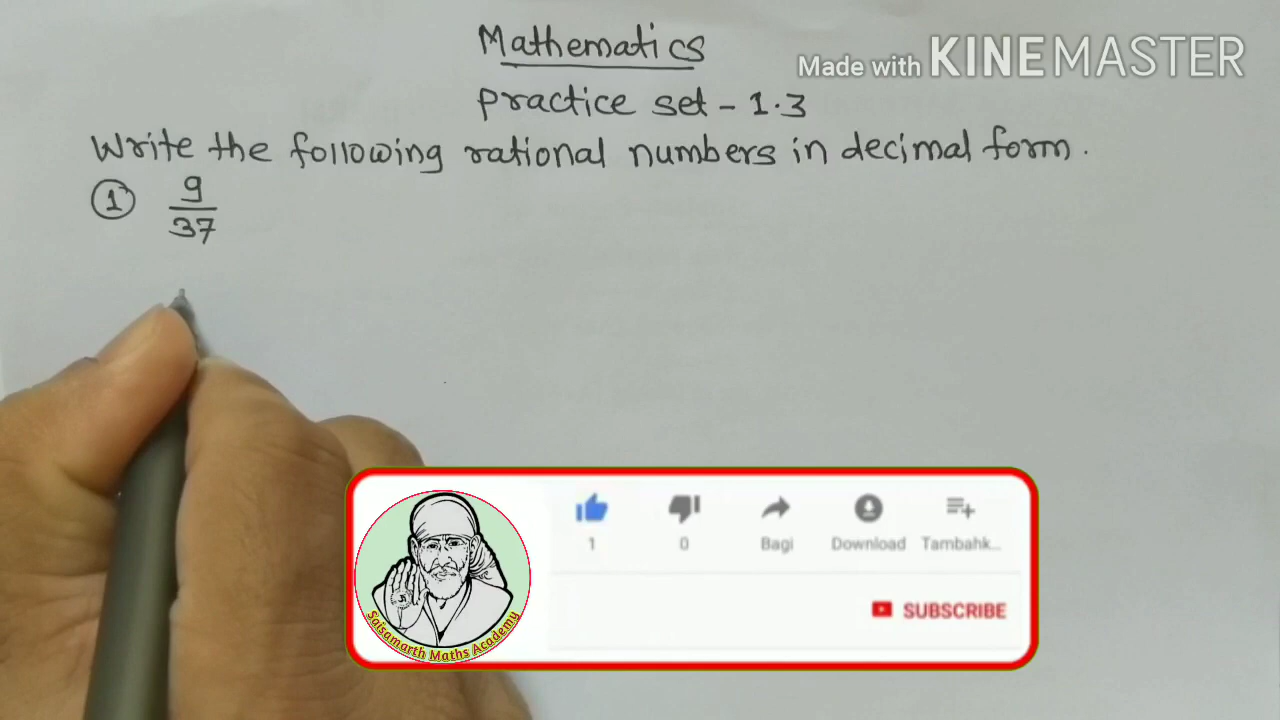 Mathematics
Made with KINEMASTER
Practice set - 1.3
Write the following rational numbers in decimal form.
① 9/37
1
0
Bagi
Download
Tambahk...
SUBSCRIBE
Saisamarth Maths Academy